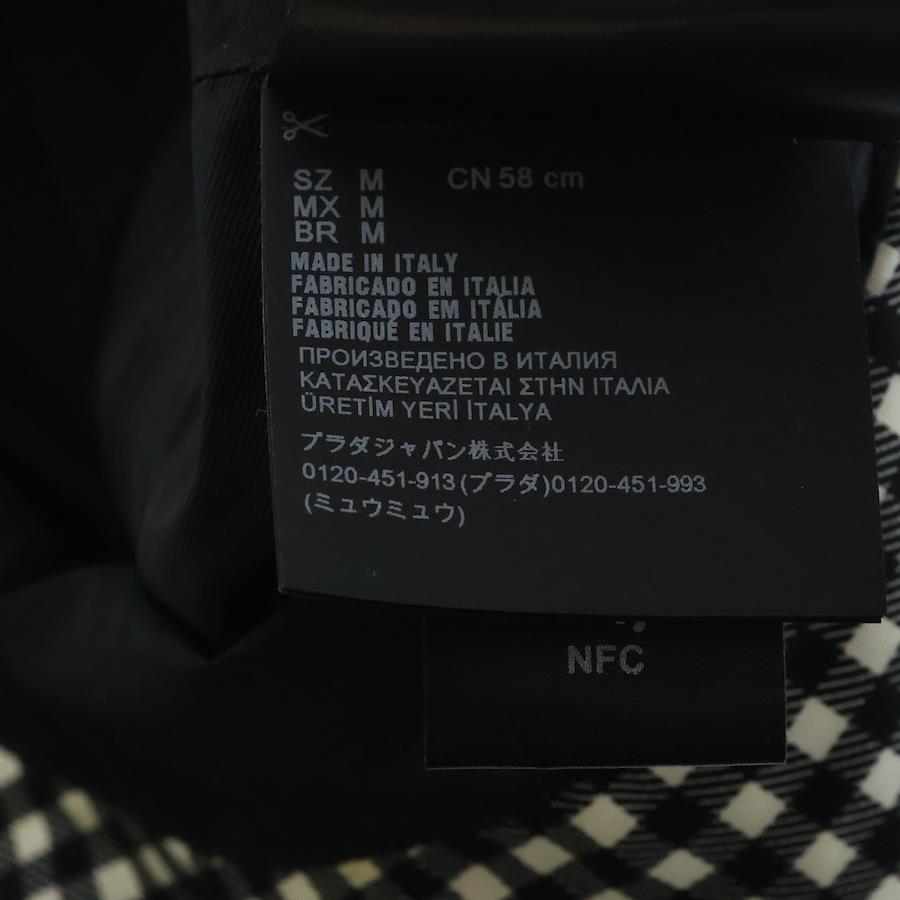 SZ M CN 58 cm
MX M
BR M
MADE IN ITALY
FABRICADO EN ITALIA
FABRICADO EM ITÁLIA
FABRIQUÉ EN ITALIE
ПРОИЗВЕДЕНО В ИТАЛИЯ
ΚΑΤΑΣΚΕΥΑΖΕΤΑΙ ΣΤΗΝ ΙΤΑΛΙΑ
ÜRETİM YERİ İTALYA
プラダジャパン株式会社
0120-451-913(プラダ)0120-451-993
(ミュウミュウ)
NFC